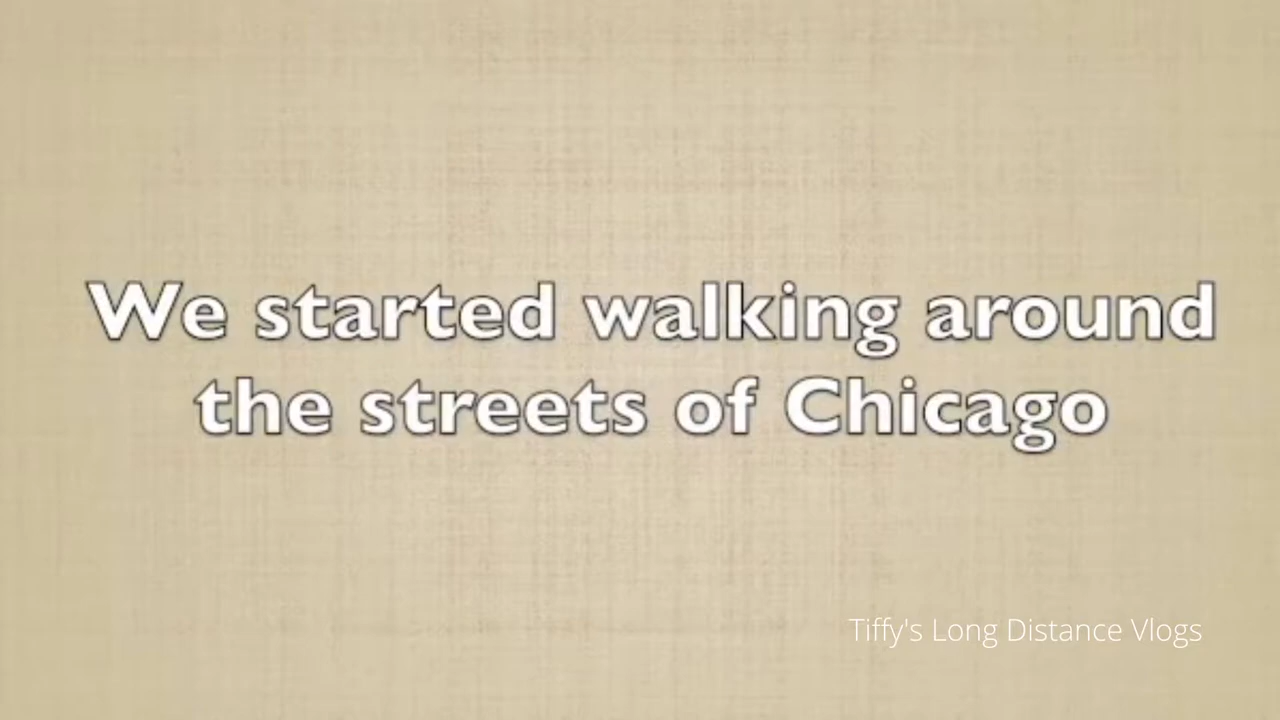 We started walking around
the streets of Chicago
Tiffy's Long Distance Vlogs